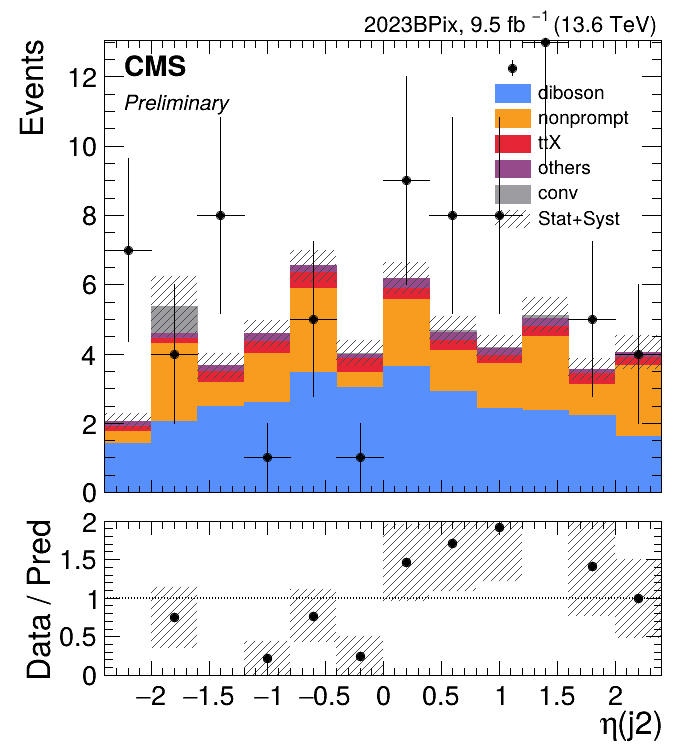 2023BPix, 9.5 fb⁻¹ (13.6 TeV)
CMS
Preliminary
Events
12
10
8
6
4
2
0
diboson
nonprompt
ttX
others
conv
Stat+Syst
Data / Pred
2
1.5
1
0.5
0
−2 −1.5 −1 −0.5 0 0.5 1 1.5 2
η(j2)